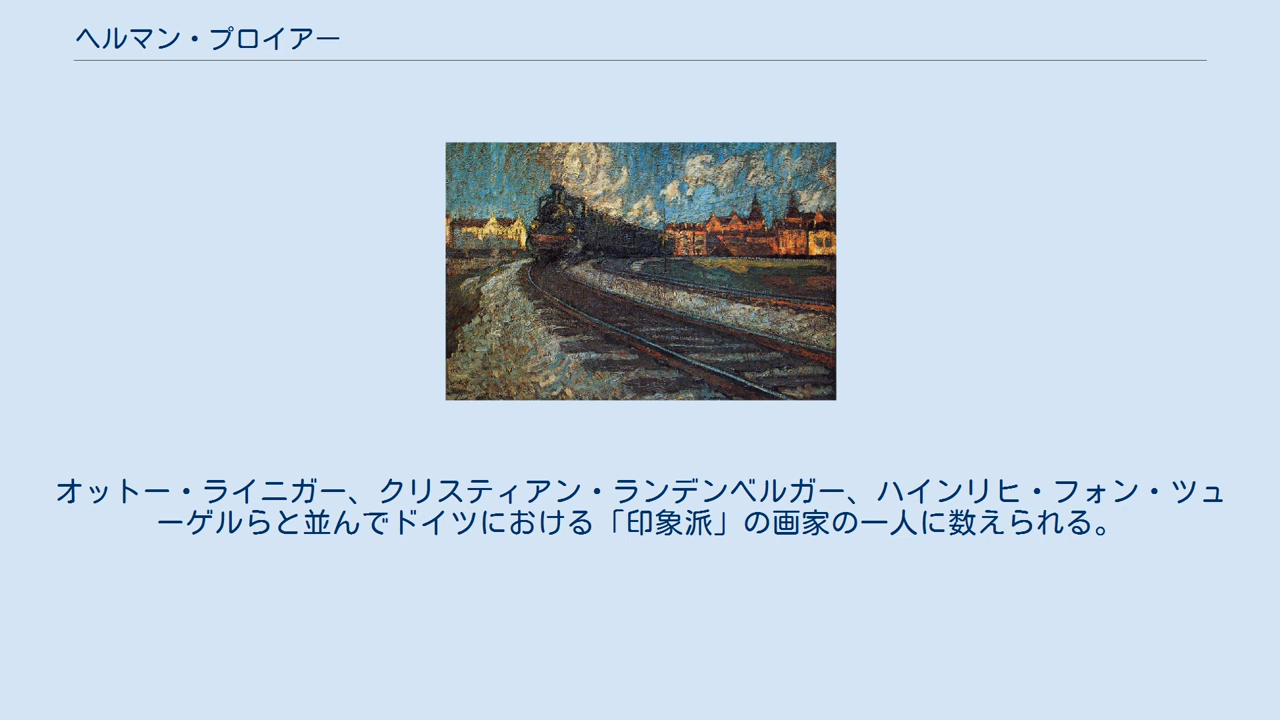 ヘルマン・プロイアー
オットー・ライニガー、クリスティアン・ランデンベルガー、ハインリヒ・フォン・ツュ
ーゲルらと並んでドイツにおける「印象派」の画家の一人に数えられる。